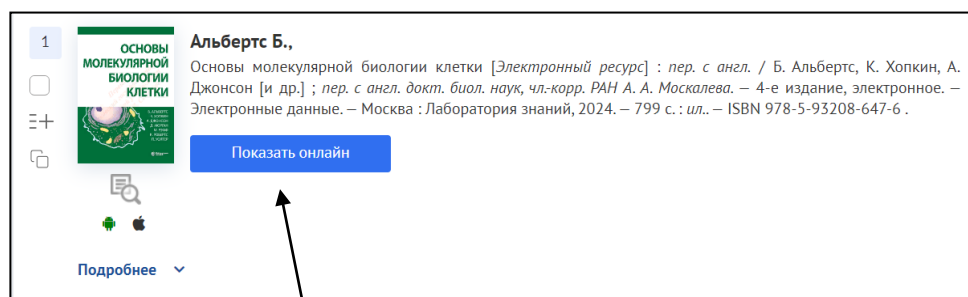 1
ОСНОВЫ
МОЛЕКУЛЯРНОЙ
БИОЛОГИИ
КЛЕТКИ
Альбертс Б.,
Основы молекулярной биологии клетки [Электронный ресурс] : пер. с англ. / Б. Альбертс, К. Хопкин, А.
Джонсон [и др.] ; пер. с англ. докт. биол. наук, чл.-корр. РАН А. А. Москалева. — 4-е издание, электронное. —
Электронные данные. — Москва : Лаборатория знаний, 2024. — 799 с. : ил.. — ISBN 978-5-93208-647-6 .
Показать онлайн
Подробнее